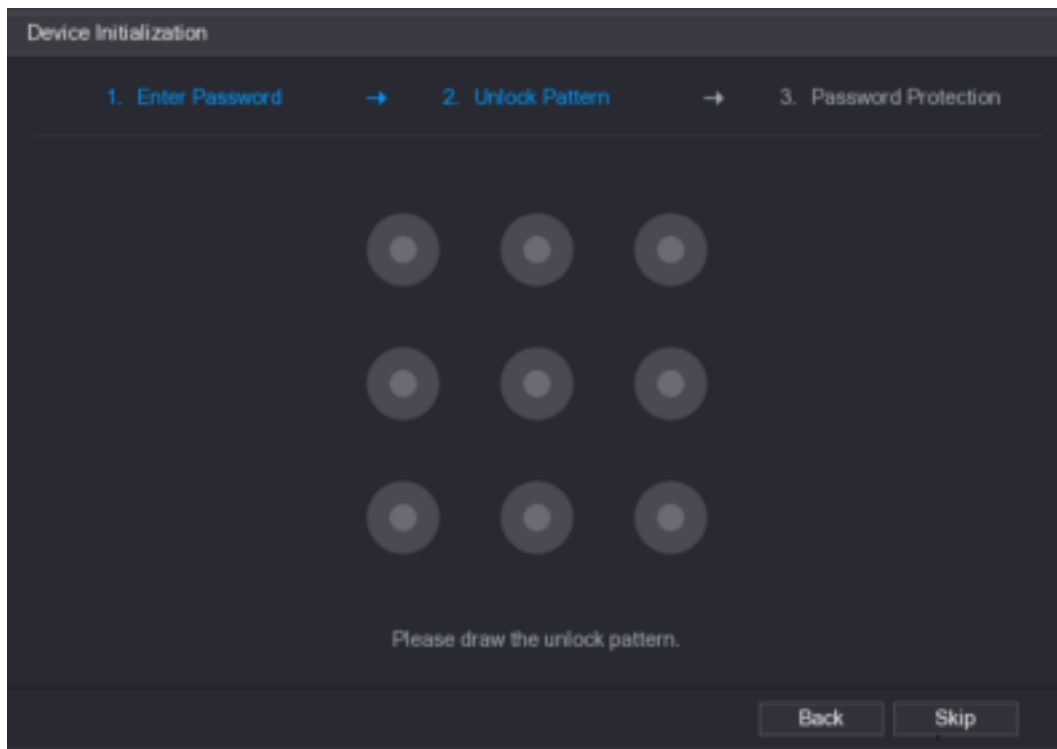 Device Initialization
1. Enter Password → 2. Unlock Pattern → 3. Password Protection
Please draw the unlock pattern.
Back Skip